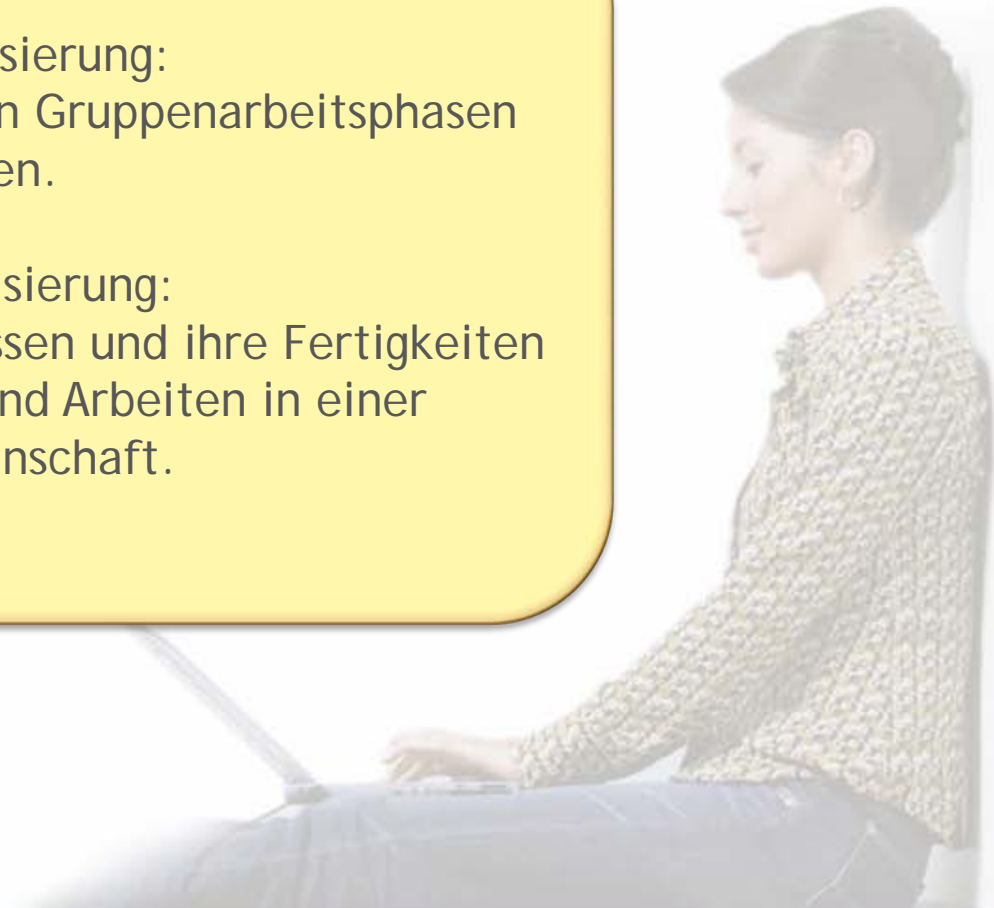 sierung:
n Gruppenarbeitsphasen
en.
sierung:
ssen und ihre Fertigkeiten
nd Arbeiten in einer
nschaft.